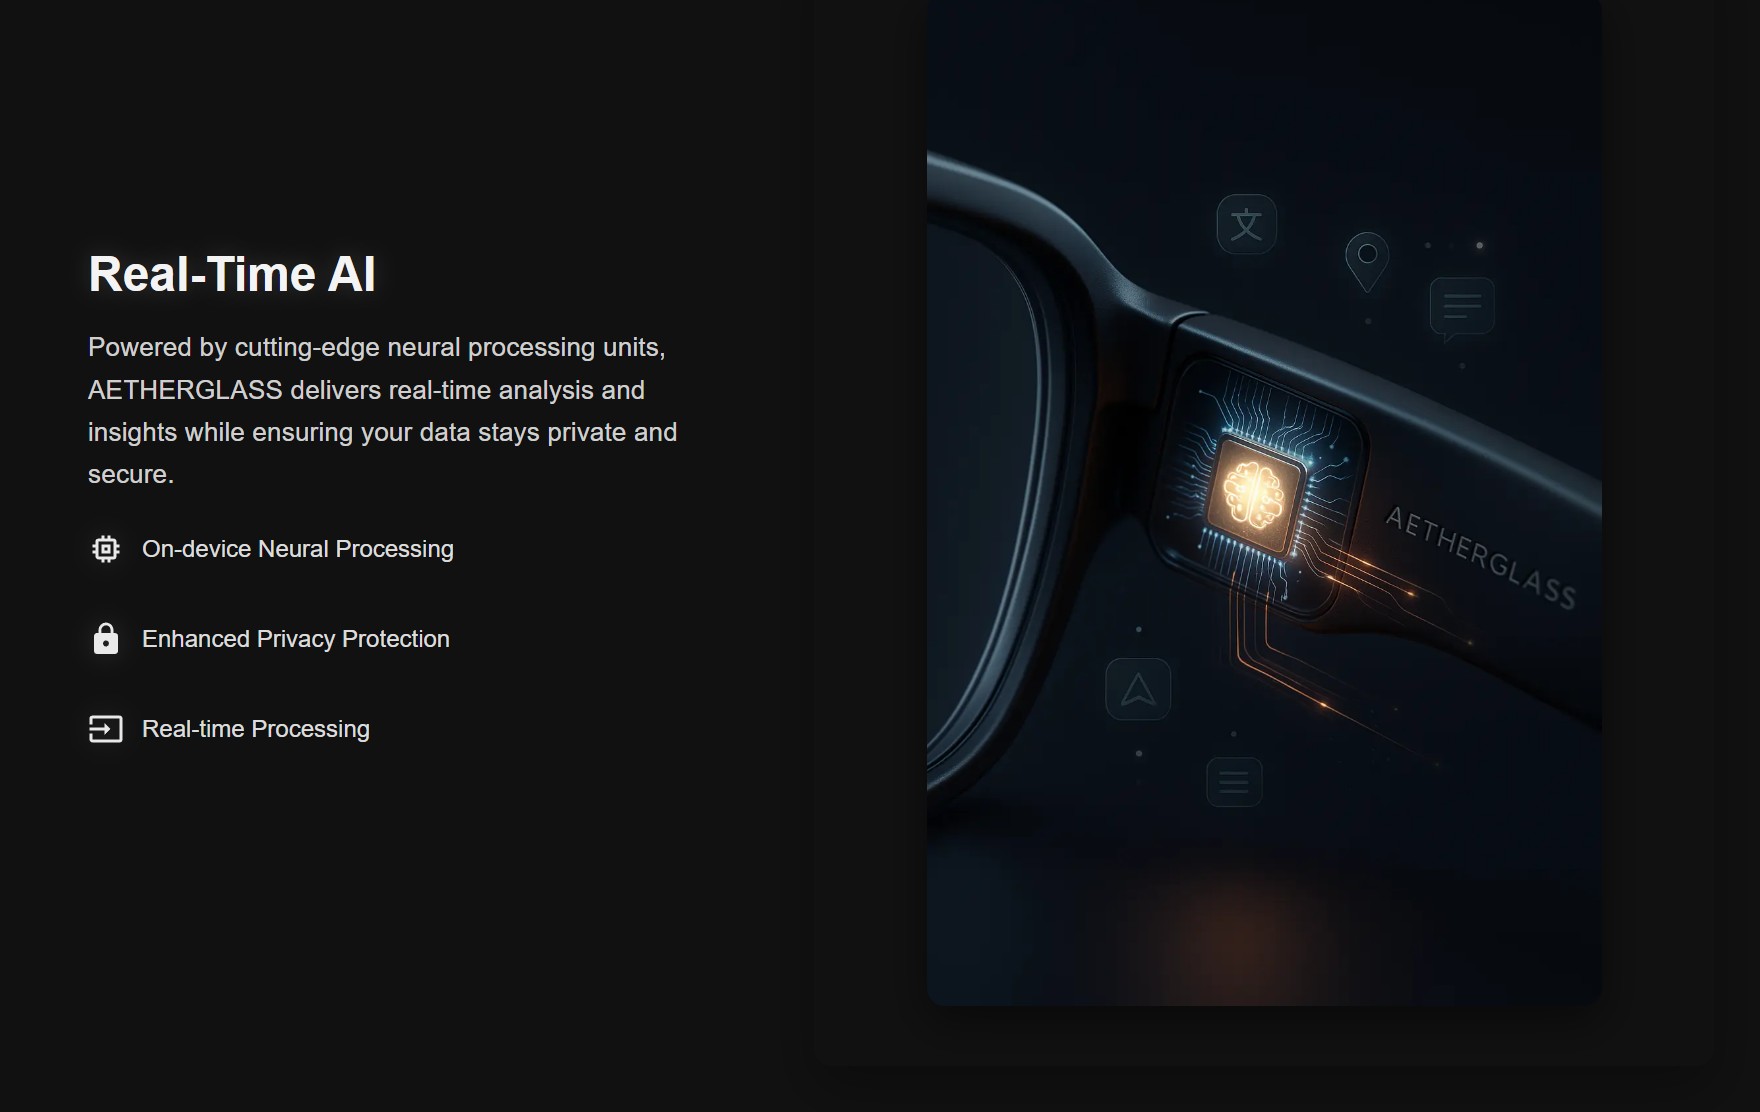 Real-Time AI
Powered by cutting-edge neural processing units,
AETHERGLASS delivers real-time analysis and
insights while ensuring your data stays private and
secure.
On-device Neural Processing
Enhanced Privacy Protection
Real-time Processing
文
AETHERGLASS